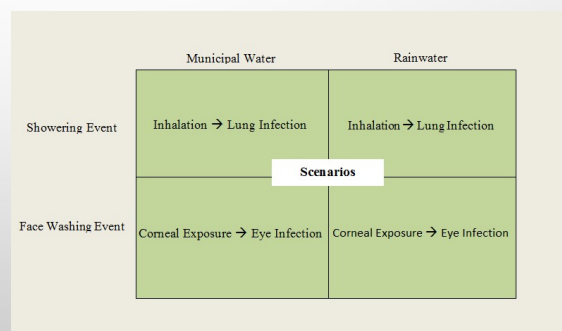 Municipal Water Rainwater
Showering Event Inhalation → Lung Infection Inhalation → Lung Infection
Scenarios
Face Washing Event Corneal Exposure → Eye Infection Corneal Exposure → Eye Infection